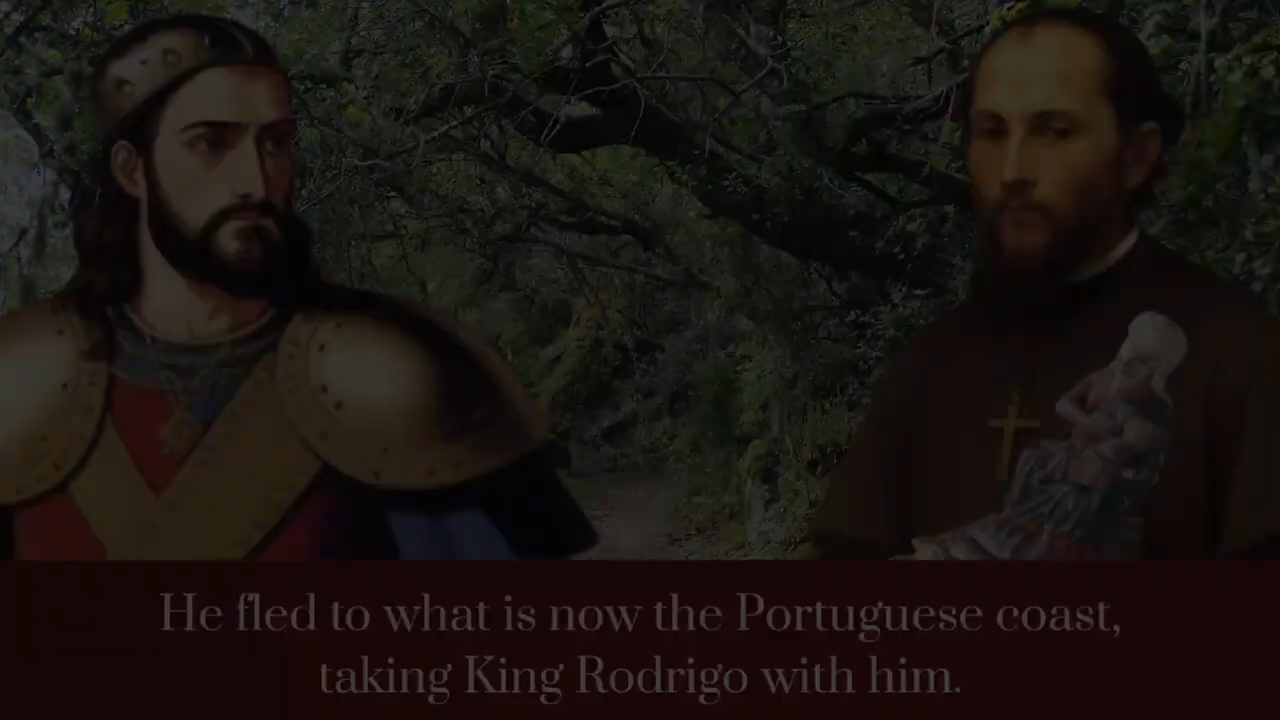 He fled to what is now the Portuguese coast,
taking King Rodrigo with him.